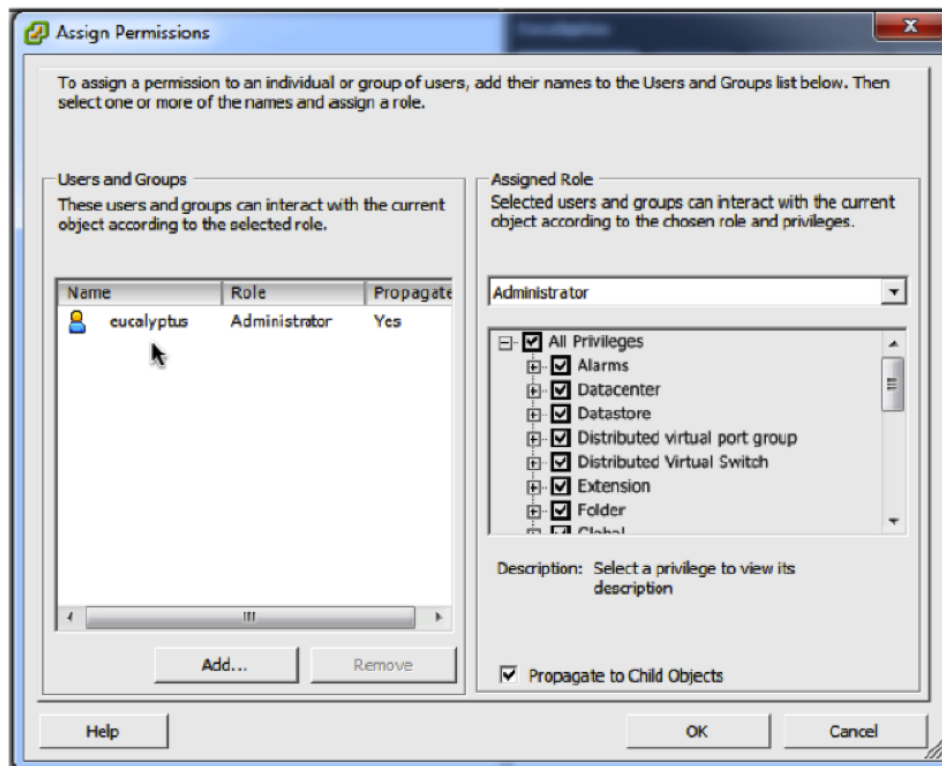 Assign Permissions
To assign a permission to an individual or group of users, add their names to the Users and Groups list below. Then
select one or more of the names and assign a role.
Users and Groups
These users and groups can interact with the current
object according to the selected role.
Name Role Propagate
eucalyptus Administrator Yes
Add...
Remove
Assigned Role
Selected users and groups can interact with the current
object according to the chosen role and privileges.
Administrator
All Privileges
Alarms
Datacenter
Datastore
Distributed virtual port group
Distributed Virtual Switch
Extension
Folder
Global
Description: Select a privilege to view its
description
Propagate to Child Objects
Help
OK
Cancel